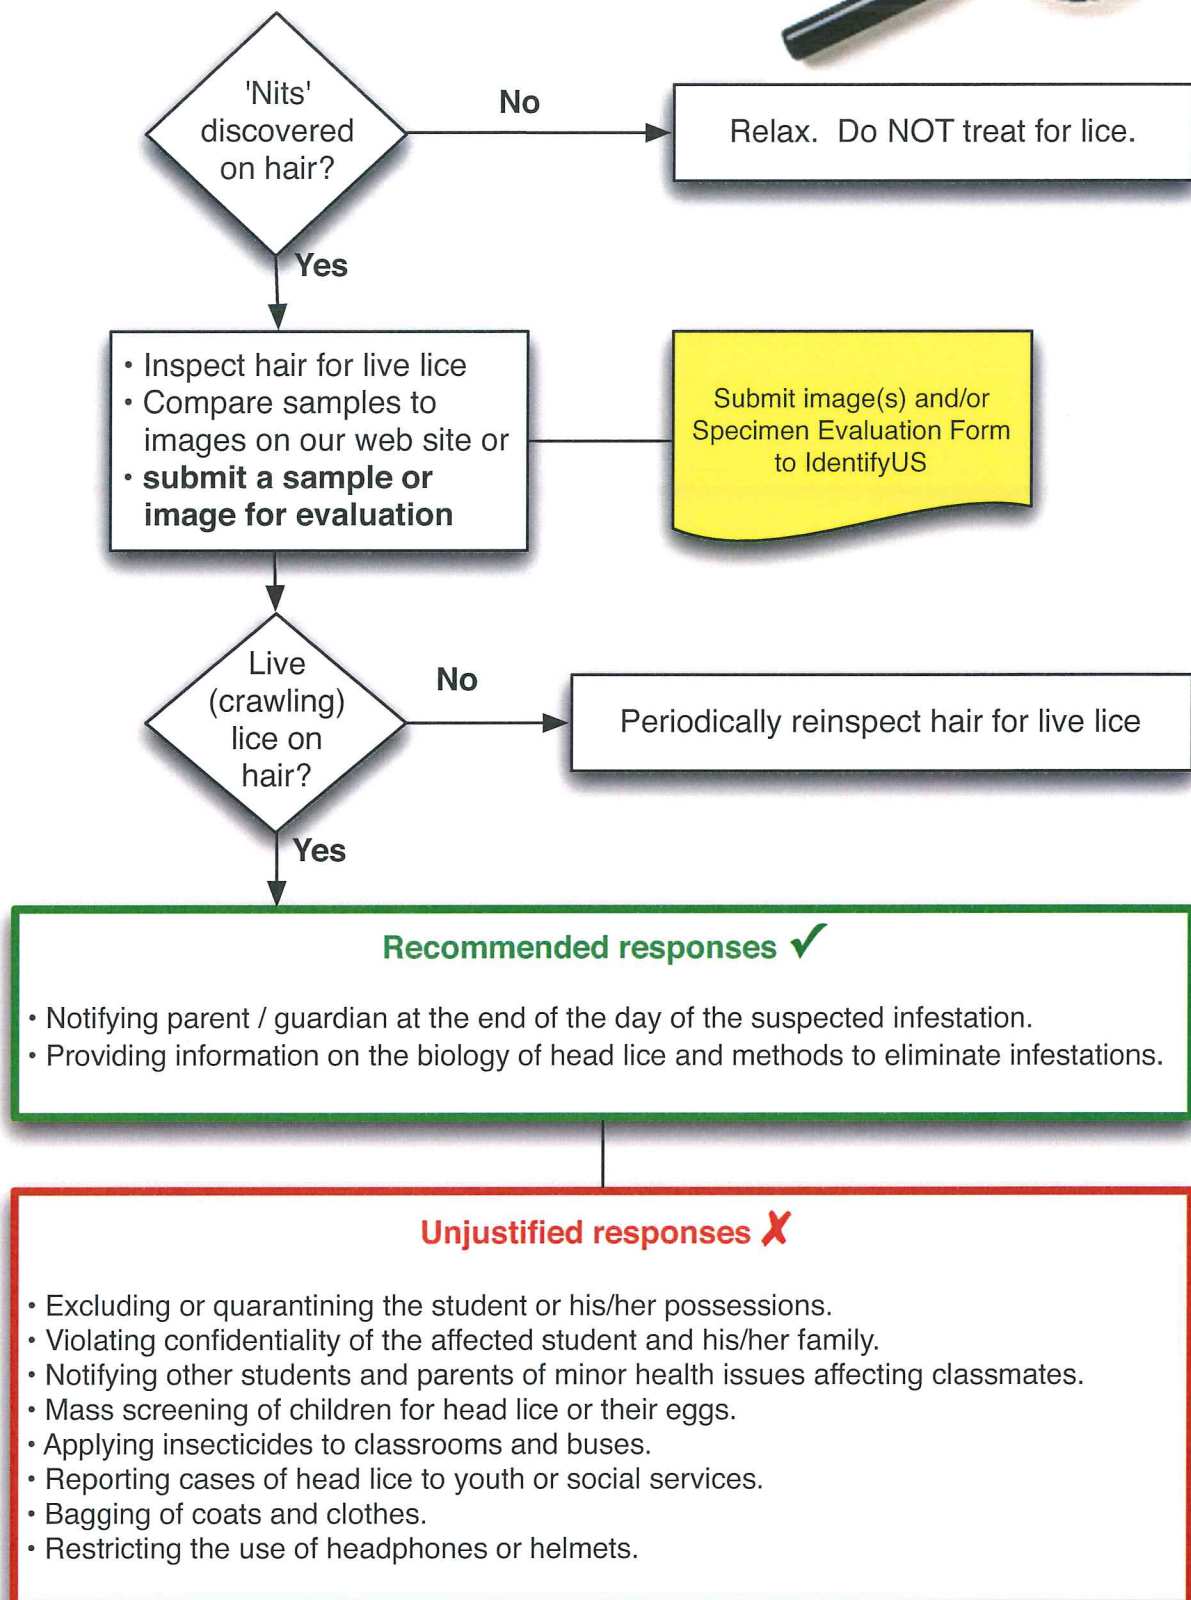 'Nits'
discovered
on hair?
No
Relax.  Do NOT treat for lice.
Yes
• Inspect hair for live lice
• Compare samples to
images on our web site or
• submit a sample or
image for evaluation
Submit image(s) and/or
Specimen Evaluation Form
to IdentifyUS
Live
(crawling)
lice on
hair?
No
Periodically reinspect hair for live lice
Yes
Recommended responses ✓
• Notifying parent / guardian at the end of the day of the suspected infestation.
• Providing information on the biology of head lice and methods to eliminate infestations.
Unjustified responses ✗
• Excluding or quarantining the student or his/her possessions.
• Violating confidentiality of the affected student and his/her family.
• Notifying other students and parents of minor health issues affecting classmates.
• Mass screening of children for head lice or their eggs.
• Applying insecticides to classrooms and buses.
• Reporting cases of head lice to youth or social services.
• Bagging of coats and clothes.
• Restricting the use of headphones or helmets.